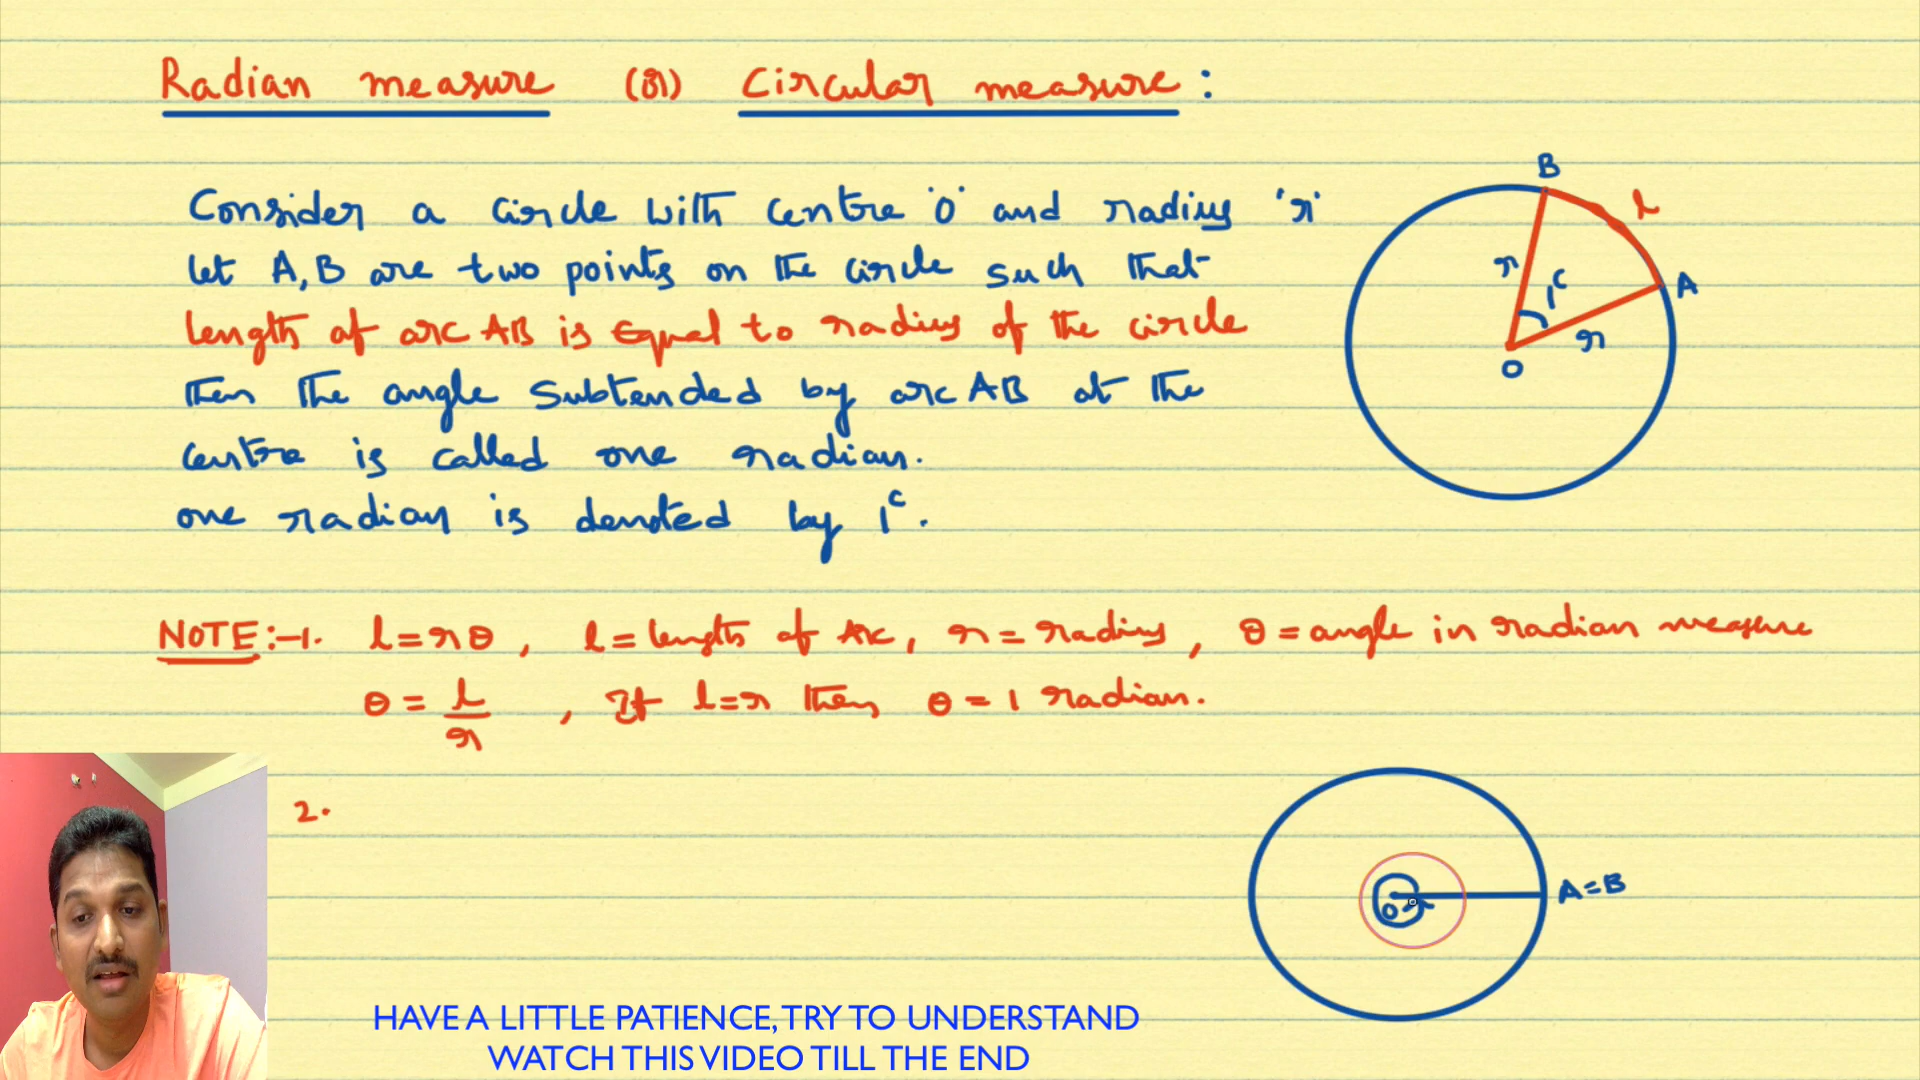 Radian measure (or) Circular measure :
Consider a circle with centre 'o' and radius 'r'
let A, B are two points on the circle such that
length of arc AB is Equal to radius of the circle
then the angle subtended by arc AB at the
centre is called one radian.
one radian is denoted by 1ᶜ.
B
l
r
1ᶜ
A
r
O
NOTE:-1. l = rθ, l = length of Arc, r = radius, θ = angle in radian measure
θ = l/r, If l = r then θ = 1 radian.
2.
O
A = B
HAVE A LITTLE PATIENCE, TRY TO UNDERSTAND
WATCH THIS VIDEO TILL THE END